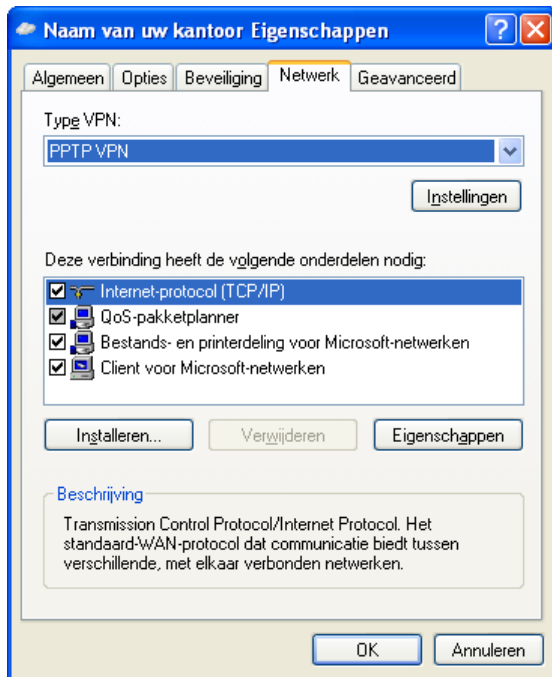 Naam van uw kantoor Eigenschappen
Algemeen Opties Beveiliging Netwerk Geavanceerd
Type VPN:
PPTP VPN
Instellingen
Deze verbinding heeft de volgende onderdelen nodig:
Internet-protocol (TCP/IP)
QoS-pakketplanner
Bestands- en printerdeling voor Microsoft-netwerken
Client voor Microsoft-netwerken
Installeren... Verwijderen Eigenschappen
Beschrijving
Transmission Control Protocol/Internet Protocol. Het
standaard-WAN-protocol dat communicatie biedt tussen
verschillende, met elkaar verbonden netwerken.
OK Annuleren